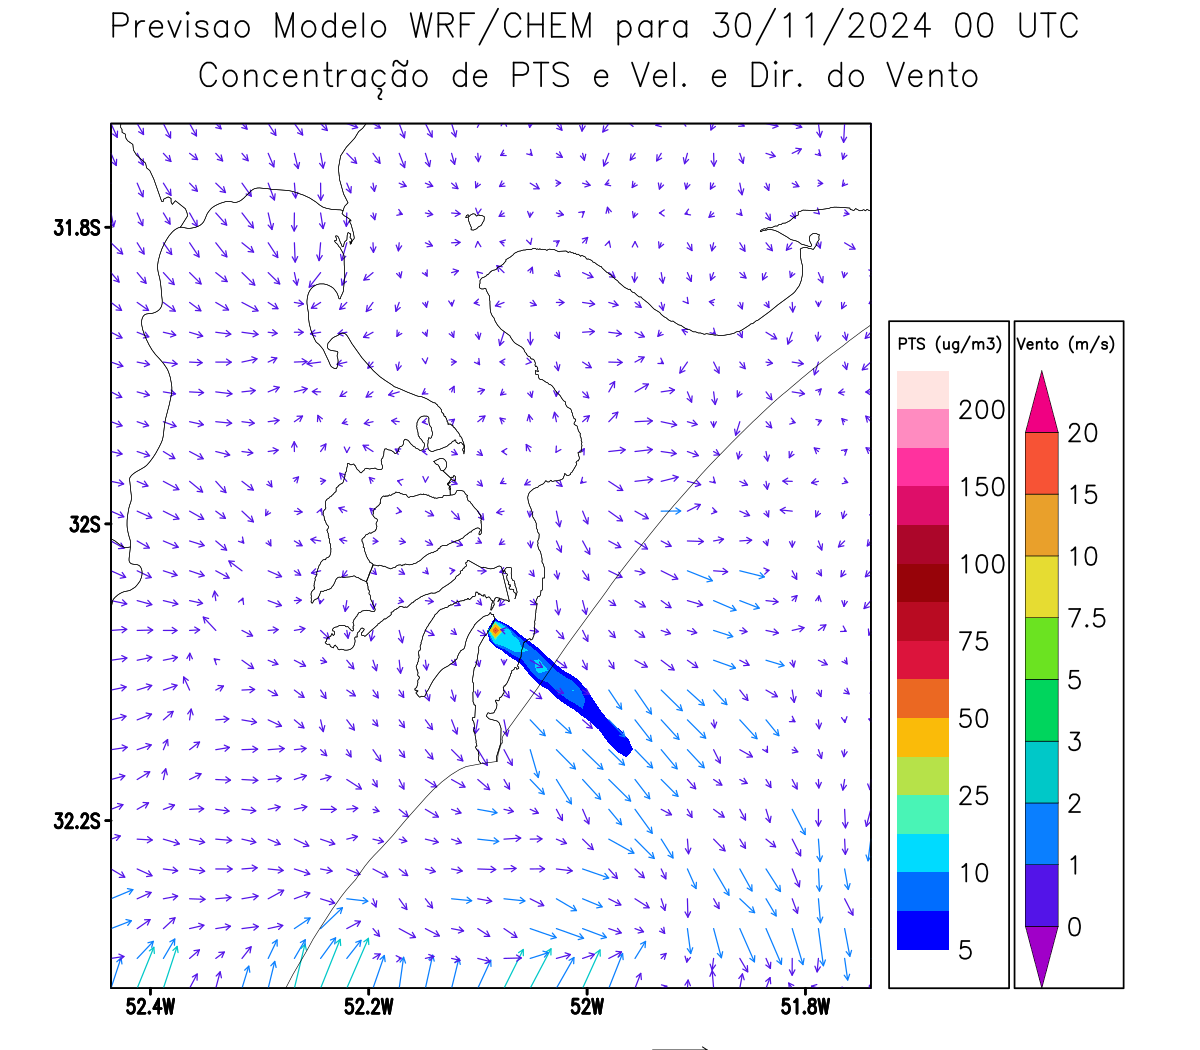 Previsao Modelo WRF/CHEM para 30/11/2024 00 UTC
Concentração de PTS e Vel. e Dir. do Vento
31.8S
32S
32.2S
52.4W
52.2W
52W
51.8W
PTS (ug/m3)
200
150
100
75
50
25
10
5
Vento (m/s)
20
15
10
7.5
5
3
2
1
0